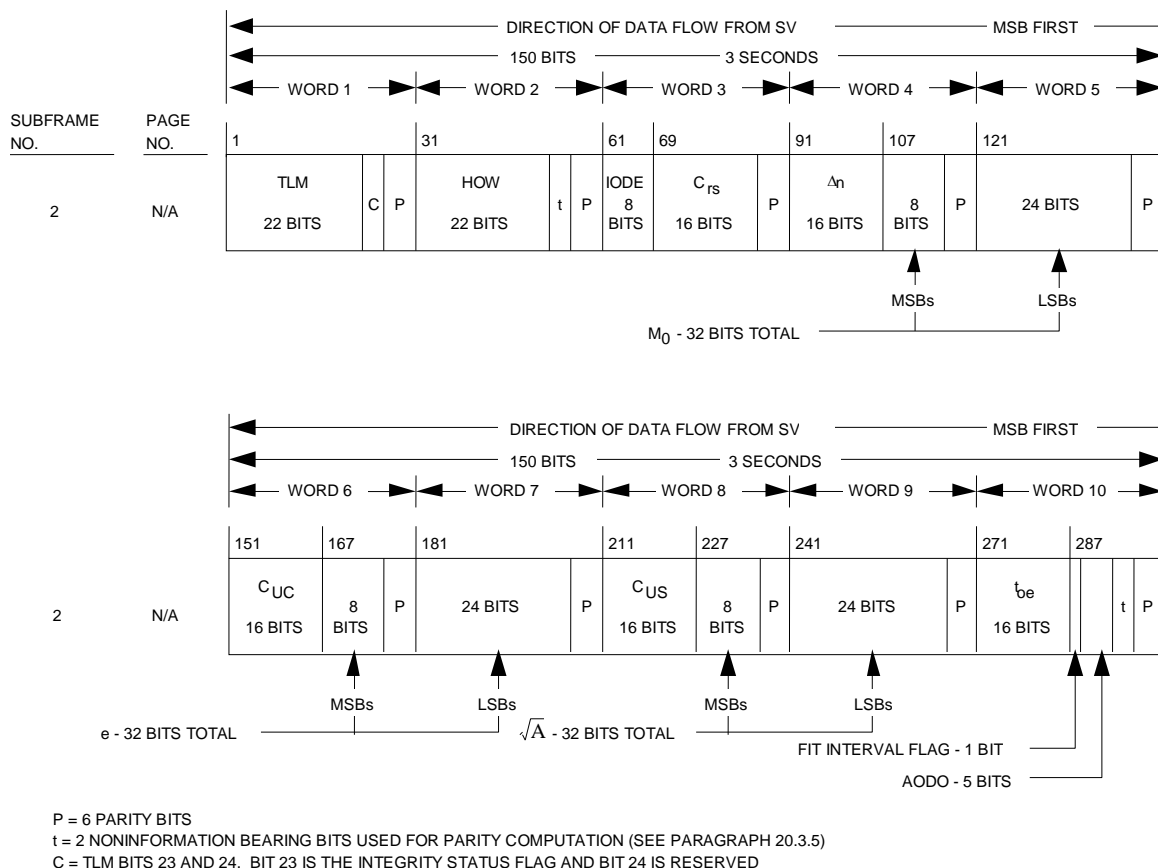 DIRECTION OF DATA FLOW FROM SV MSB FIRST
150 BITS 3 SECONDS
WORD 1 WORD 2 WORD 3 WORD 4 WORD 5
SUBFRAME NO. PAGE NO.
1 31 61 69 91 107 121
2 N/A
TLM 22 BITS C P HOW 22 BITS t P IODE 8 BITS C rs 16 BITS P Δn 16 BITS 8 BITS P 24 BITS P
MSBs LSBs
M0 - 32 BITS TOTAL
DIRECTION OF DATA FLOW FROM SV MSB FIRST
150 BITS 3 SECONDS
WORD 6 WORD 7 WORD 8 WORD 9 WORD 10
151 167 181 211 227 241 271 287
2 N/A
C UC 16 BITS 8 BITS P 24 BITS P C US 16 BITS 8 BITS P 24 BITS P t oe 16 BITS t P
MSBs LSBs MSBs LSBs
e - 32 BITS TOTAL √A - 32 BITS TOTAL
FIT INTERVAL FLAG - 1 BIT
AODO - 5 BITS
P = 6 PARITY BITS
t = 2 NONINFORMATION BEARING BITS USED FOR PARITY COMPUTATION (SEE PARAGRAPH 20.3.5)
C = TLM BITS 23 AND 24. BIT 23 IS THE INTEGRITY STATUS FLAG AND BIT 24 IS RESERVED